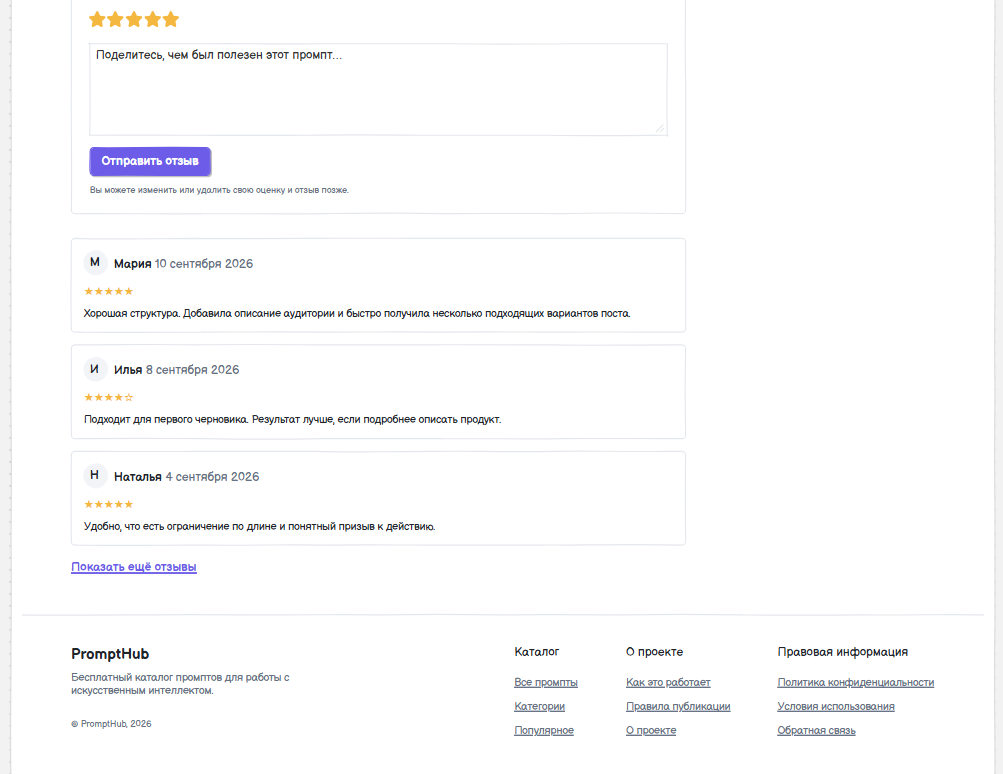 Поделитесь, чем был полезен этот промпт...
Отправить отзыв
Вы можете изменить или удалить свою оценку и отзыв позже.
М Мария 10 сентября 2026
★★★★★
Хорошая структура. Добавила описание аудитории и быстро получила несколько подходящих вариантов поста.
И Илья 8 сентября 2026
★★★★☆
Подходит для первого черновика. Результат лучше, если подробнее описать продукт.
Н Наталья 4 сентября 2026
★★★★★
Удобно, что есть ограничение по длине и понятный призыв к действию.
Показать ещё отзывы
PromptHub
Бесплатный каталог промптов для работы с
искусственным интеллектом.
© PromptHub, 2026
Каталог
Все промпты
Категории
Популярное
О проекте
Как это работает
Правила публикации
О проекте
Правовая информация
Политика конфиденциальности
Условия использования
Обратная связь